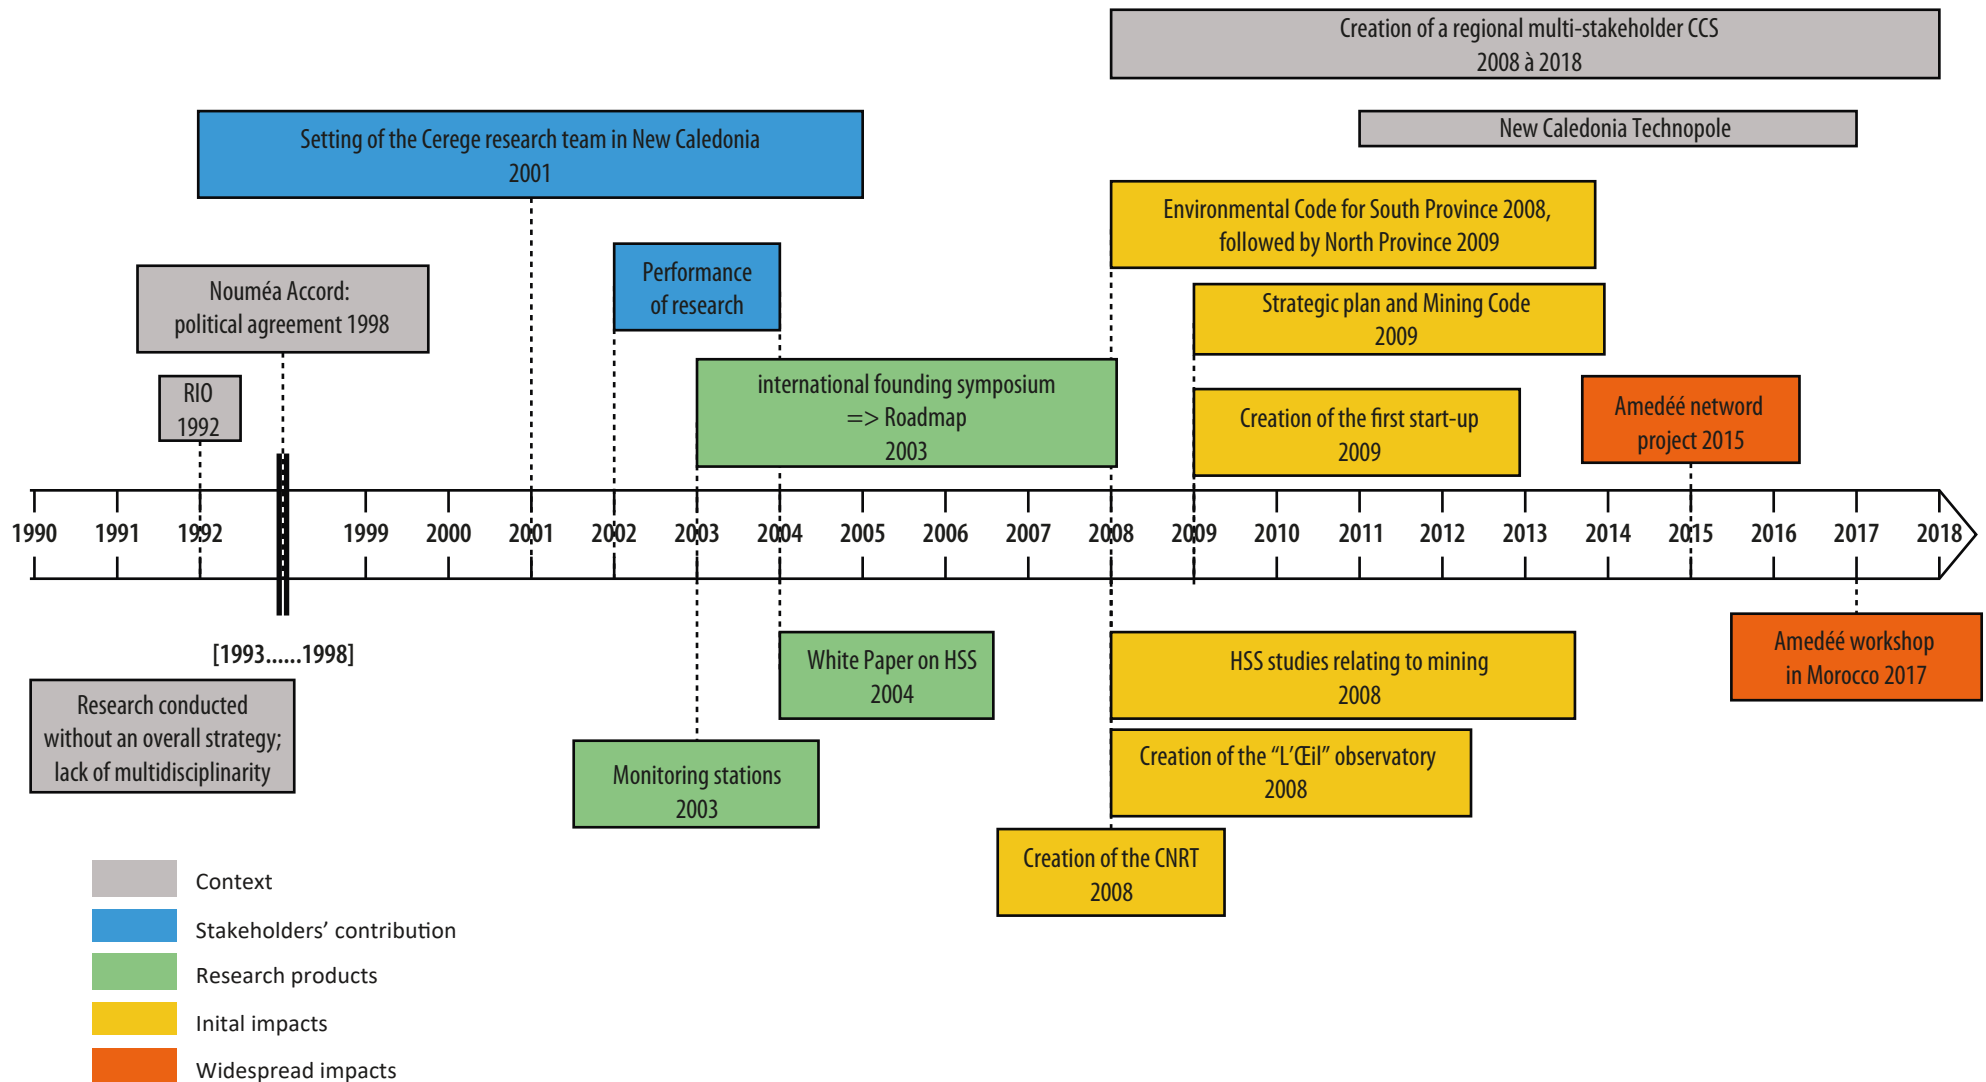 Creation of a regional multi-stakeholder CCS
2008 à 2018
New Caledonia Technopole
Setting of the Cerege research team in New Caledonia
2001
Environmental Code for South Province 2008,
followed by North Province 2009
Performance
of research
Nouméa Accord:
political agreement 1998
Strategic plan and Mining Code
2009
international founding symposium
=> Roadmap
2003
RIO
1992
Creation of the first start-up
2009
Amedéé netword
project 2015
1990 1991 1992 1999 2000 2001 2002 2003 2004 2005 2006 2007 2008 2009 2010 2011 2012 2013 2014 2015 2016 2017 2018
[1993......1998]
Research conducted
without an overall strategy;
lack of multidisciplinarity
White Paper on HSS
2004
HSS studies relating to mining
2008
Amedéé workshop
in Morocco 2017
Monitoring stations
2003
Creation of the “L’Œil” observatory
2008
Creation of the CNRT
2008
Context
Stakeholders’ contribution
Research products
Inital impacts
Widespread impacts